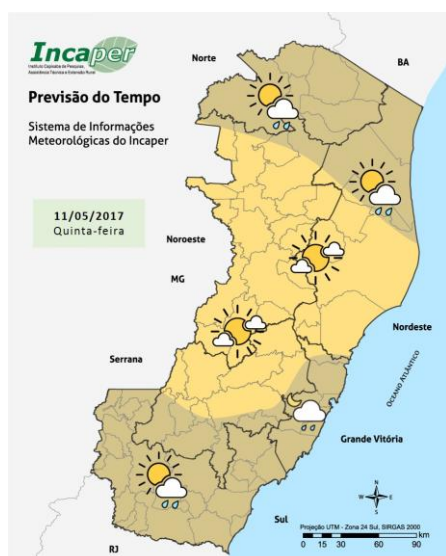 Incaper
Instituto Capixaba de Pesquisa,
Assistência Técnica e Extensão Rural
Previsão do Tempo
Sistema de Informações
Meteorológicas do Incaper
11/05/2017
Quinta-feira
Norte
BA
Noroeste
MG
Nordeste
Serrana
OCEANO ATLÂNTICO
Grande Vitória
Sul
RJ
N
W
E
S
Projeção UTM - Zona 24 Sul, SIRGAS 2000
km
0 15 30 60 90